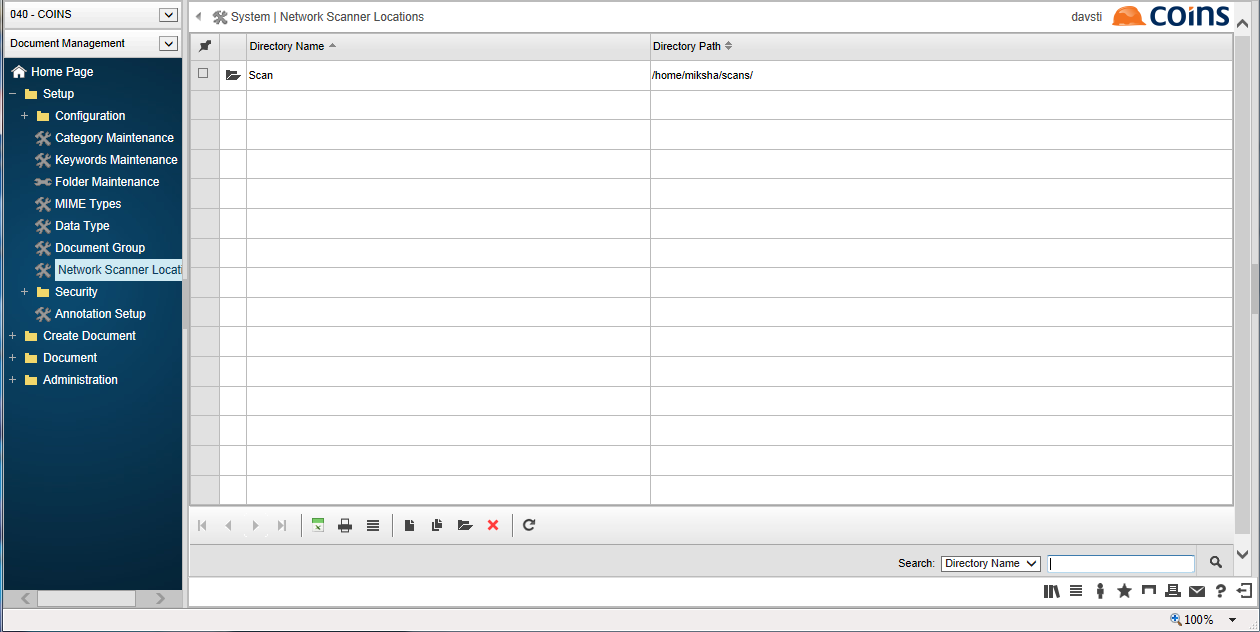 040 - COINS
Document Management
Home Page
Setup
Configuration
Category Maintenance
Keywords Maintenance
Folder Maintenance
MIME Types
Data Type
Document Group
Network Scanner Locati
Security
Annotation Setup
Create Document
Document
Administration
System | Network Scanner Locations
davsti
COINS
Directory Name
Directory Path
Scan
/home/miksha/scans/
Search:
Directory Name
?
100%